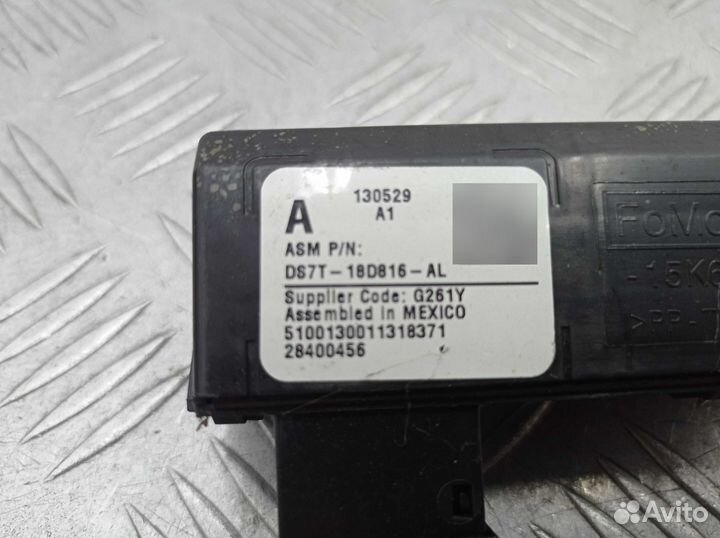 A
130529
A1
ASM P/N:
DS7T-18D816-AL
Supplier Code: G261Y
Assembled in MEXICO
5100130011318371
28400456
Avito